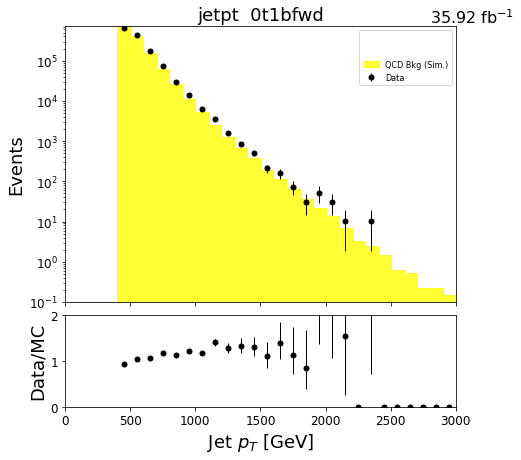 jetpt 0t1bfwd
35.92 fb⁻¹
QCD Bkg (Sim.)
Data
Events
10⁵
10⁴
10³
10²
10¹
10⁰
10⁻¹
Data/MC
2
1
0
0 500 1000 1500 2000 2500 3000
Jet p_T [GeV]